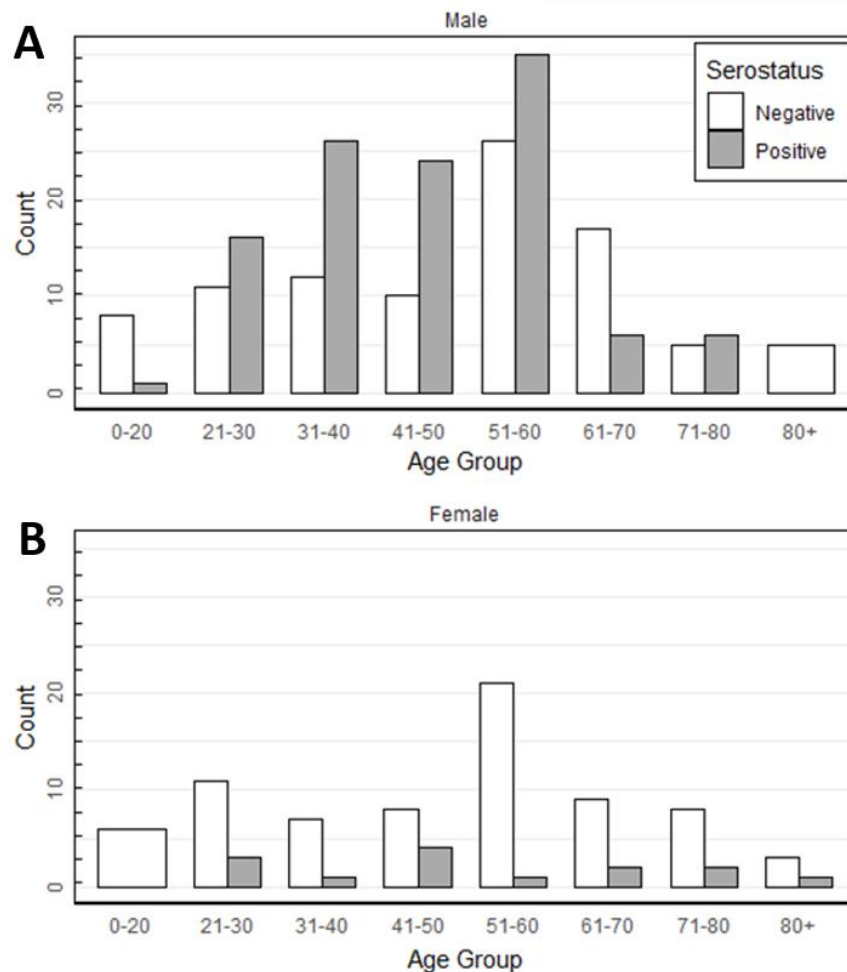 A
Male
Serostatus
Negative
Positive
Count
30
20
10
0
0-20 21-30 31-40 41-50 51-60 61-70 71-80 80+
Age Group
B
Female
Count
30
20
10
0
0-20 21-30 31-40 41-50 51-60 61-70 71-80 80+
Age Group